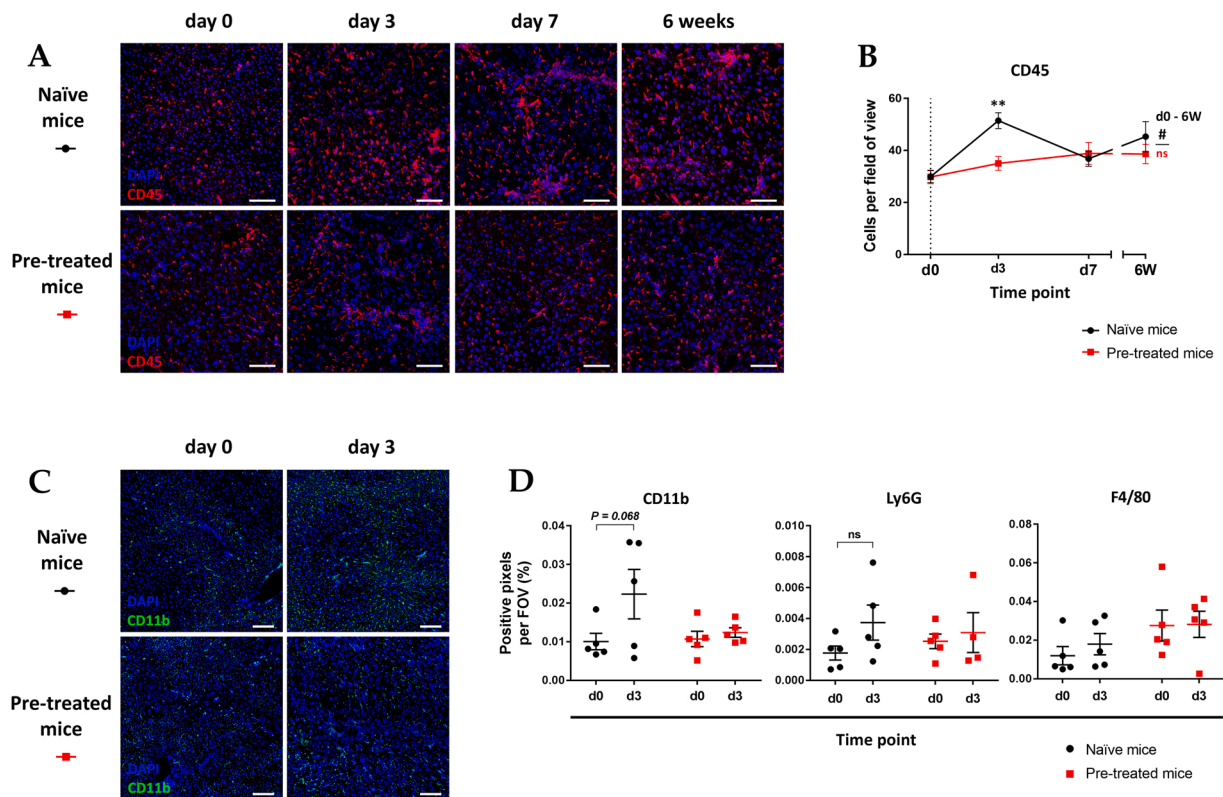 A
day 0
day 3
day 7
6 weeks
Naïve
mice
DAPI
CD45
Pre-treated
mice
DAPI
CD45
B
CD45
Cells per field of view
60
40
20
0
**
d0 - 6W
#
ns
d0
d3
d7
6W
Time point
Naïve mice
Pre-treated mice
C
day 0
day 3
Naïve
mice
DAPI
CD11b
Pre-treated
mice
DAPI
CD11b
D
CD11b
P = 0.068
Positive pixels
per FOV (%)
0.04
0.03
0.02
0.01
0.00
d0
d3
d0
d3
Ly6G
ns
0.010
0.008
0.006
0.004
0.002
0.000
d0
d3
d0
d3
F4/80
0.08
0.06
0.04
0.02
0.00
d0
d3
d0
d3
Time point
Naïve mice
Pre-treated mice